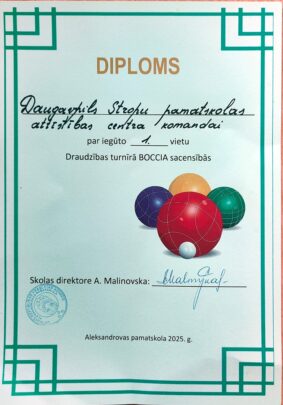 DIPLOMS
Daugavpils Stropu pamatskolas
attīstības centra komandai
par iegūto 1. vietu
Draudzības turnīrā BOCCIA sacensībās
Skolas direktore A. Malinovska:
Aleksandrovas pamatskola 2025. g.